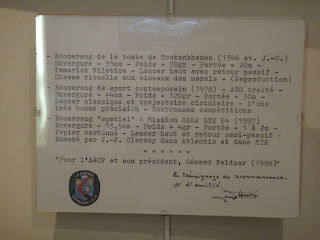 - Boomerang de la tombe de Toutankhamon (1346 av. J.-C.)
Envergure = 55cm - Poids = 70gr - Portée = 20m -
Tamarisk Nilotica - Lancer haut avec retour passif -
Chasse rituelle aux oiseaux des marais - (Reproduction)
- Boomerang de sport contemporain (1978) - ABS traité -
Envergure = 44cm - Poids = 120gr - Portée = 30m -
Lancer classique et trajectoire circulaire - D'une
très bonne précision - Nombreuses compétitions
- Boomerang "spatial" - Mission NASA STS 84 (1997)
Envergure = 13,5cm - Poids = 4gr - Portée = 1 à 2m -
Papier cartonné - Lancer haut et retour semi-passif -
Emmené par J.-F. Clervoy dans Atlantis et dans MIR
* * * * * *
"Pour l'AéCF et son président, Gérard Feldzer (1998)"
En témoignage de reconnaissance
et d'amitié,